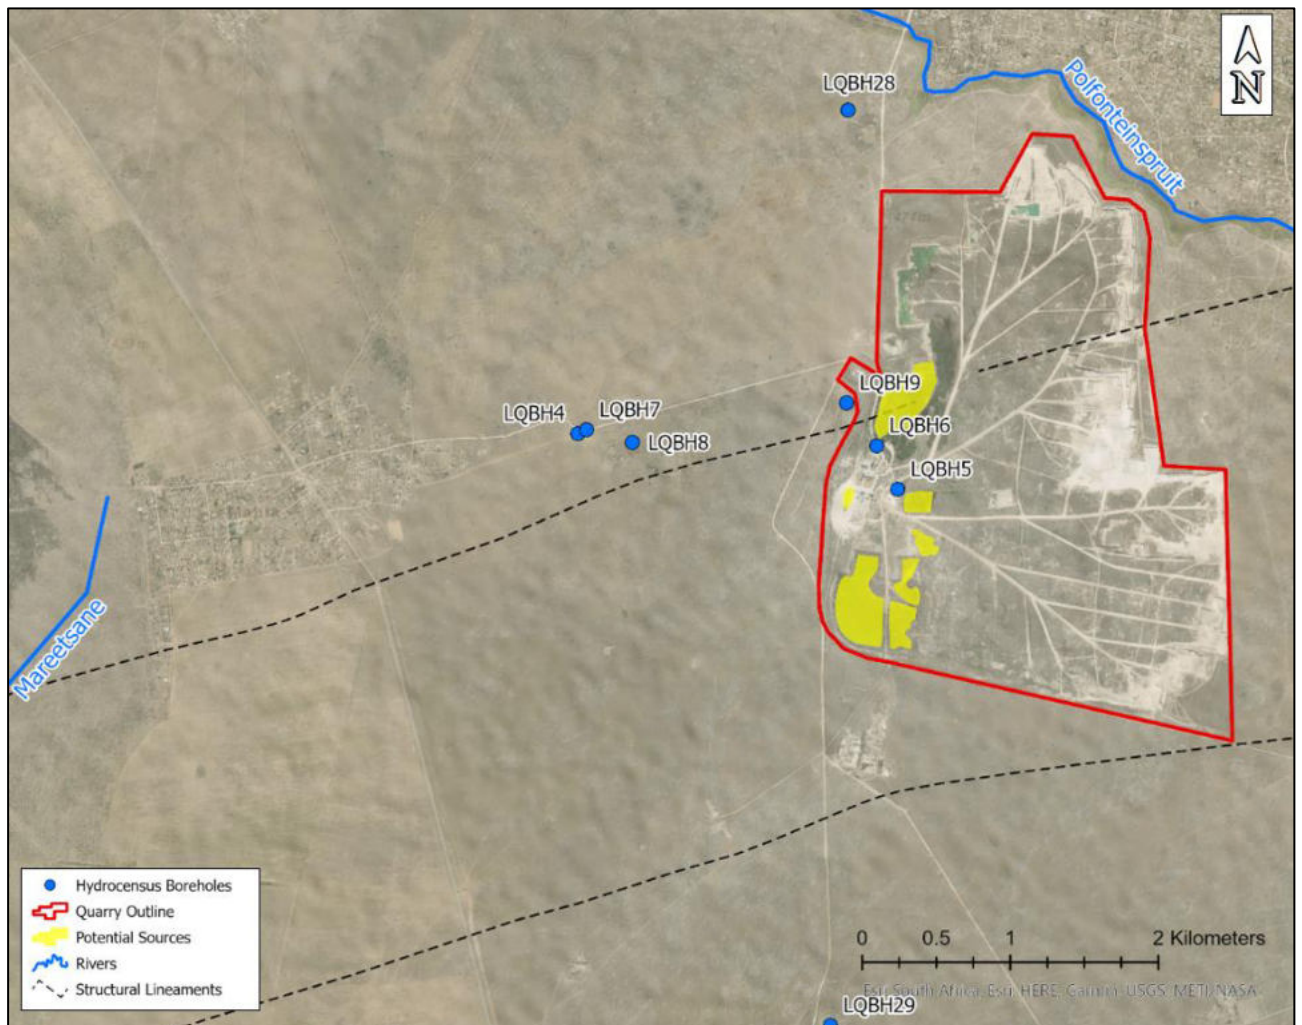 N
LQBH28
Polfonteinspruit
LQBH9
LQBH4
LQBH7
LQBH6
LQBH8
LQBH5
Mareetsane
Hydrocensus Boreholes
Quarry Outline
Potential Sources
Rivers
Structural Lineaments
0 0.5 1 2 Kilometers
Esri South Africa, Esri, HERE, Garmin, USGS, METI/NASA
LQBH29